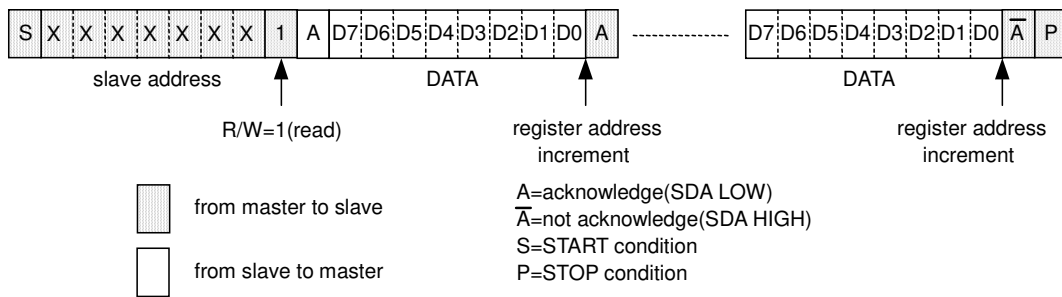 S X X X X X X X 1 A D7 D6 D5 D4 D3 D2 D1 D0 A D7 D6 D5 D4 D3 D2 D1 D0 A̅ P
slave address DATA DATA
R/W=1(read)
register address
increment
register address
increment
from master to slave
from slave to master
A=acknowledge(SDA LOW)
A̅=not acknowledge(SDA HIGH)
S=START condition
P=STOP condition